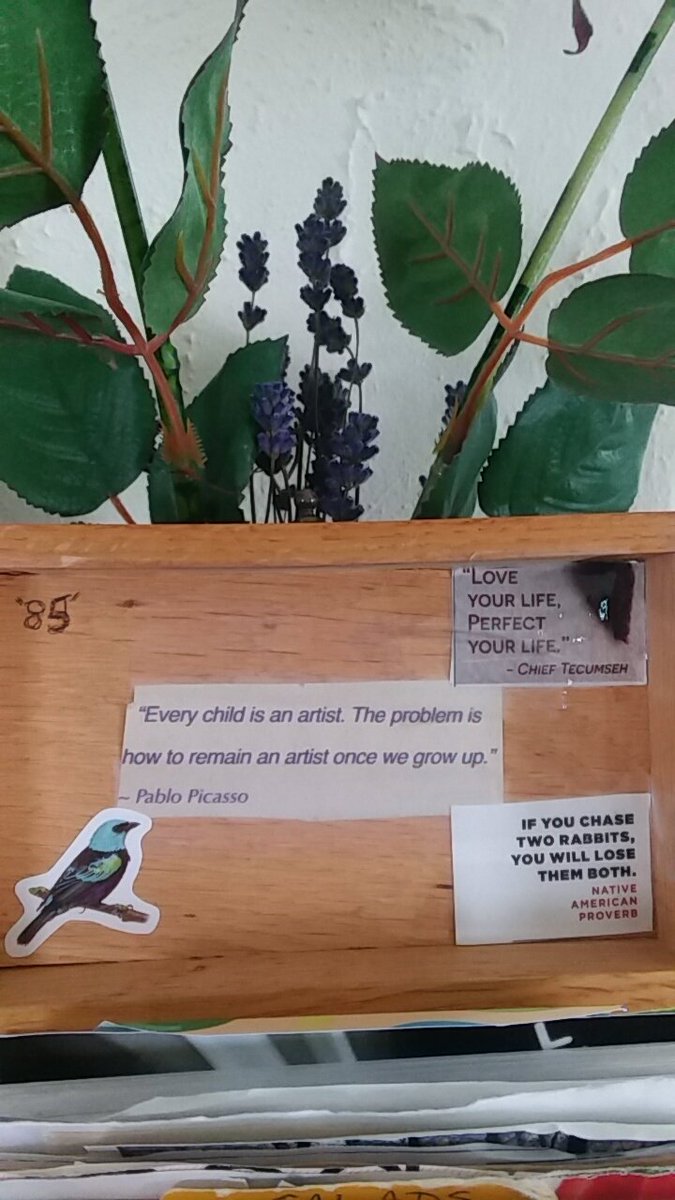 '85'
"LOVE
YOUR LIFE,
PERFECT
YOUR LIFE."
- CHIEF TECUMSEH
"Every child is an artist. The problem is
how to remain an artist once we grow up."
~ Pablo Picasso
IF YOU CHASE
TWO RABBITS,
YOU WILL LOSE
THEM BOTH.
NATIVE
AMERICAN
PROVERB
L
SALADS